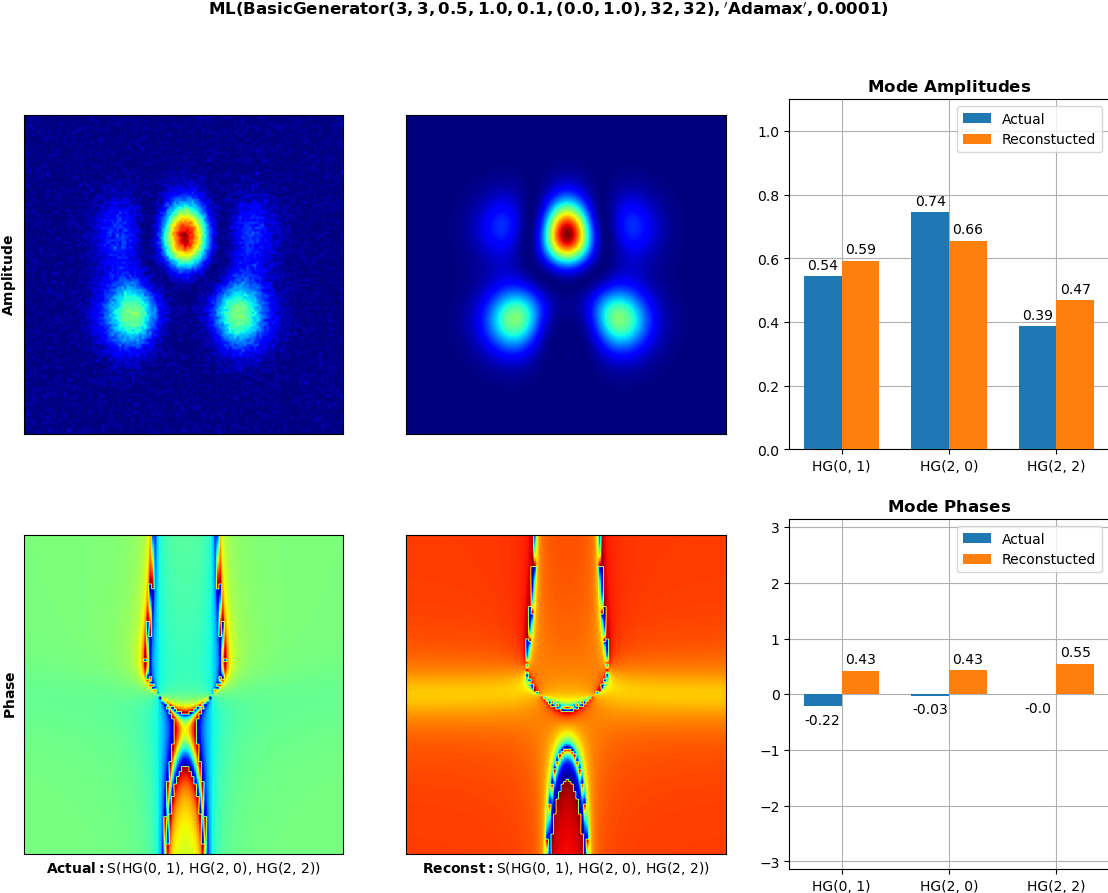 ML(BasicGenerator(3, 3, 0.5, 1.0, 0.1, (0.0, 1.0), 32, 32), ′Adamax′, 0.0001)
Amplitude
Mode Amplitudes
Actual
Reconstucted
1.0
0.8
0.6
0.4
0.2
0.0
0.54
0.59
0.74
0.66
0.39
0.47
HG(0, 1)
HG(2, 0)
HG(2, 2)
Phase
Actual: S(HG(0, 1), HG(2, 0), HG(2, 2))
Reconst: S(HG(0, 1), HG(2, 0), HG(2, 2))
Mode Phases
Actual
Reconstucted
3
2
1
0
−1
−2
−3
-0.22
0.43
-0.03
0.43
-0.0
0.55
HG(0, 1)
HG(2, 0)
HG(2, 2)